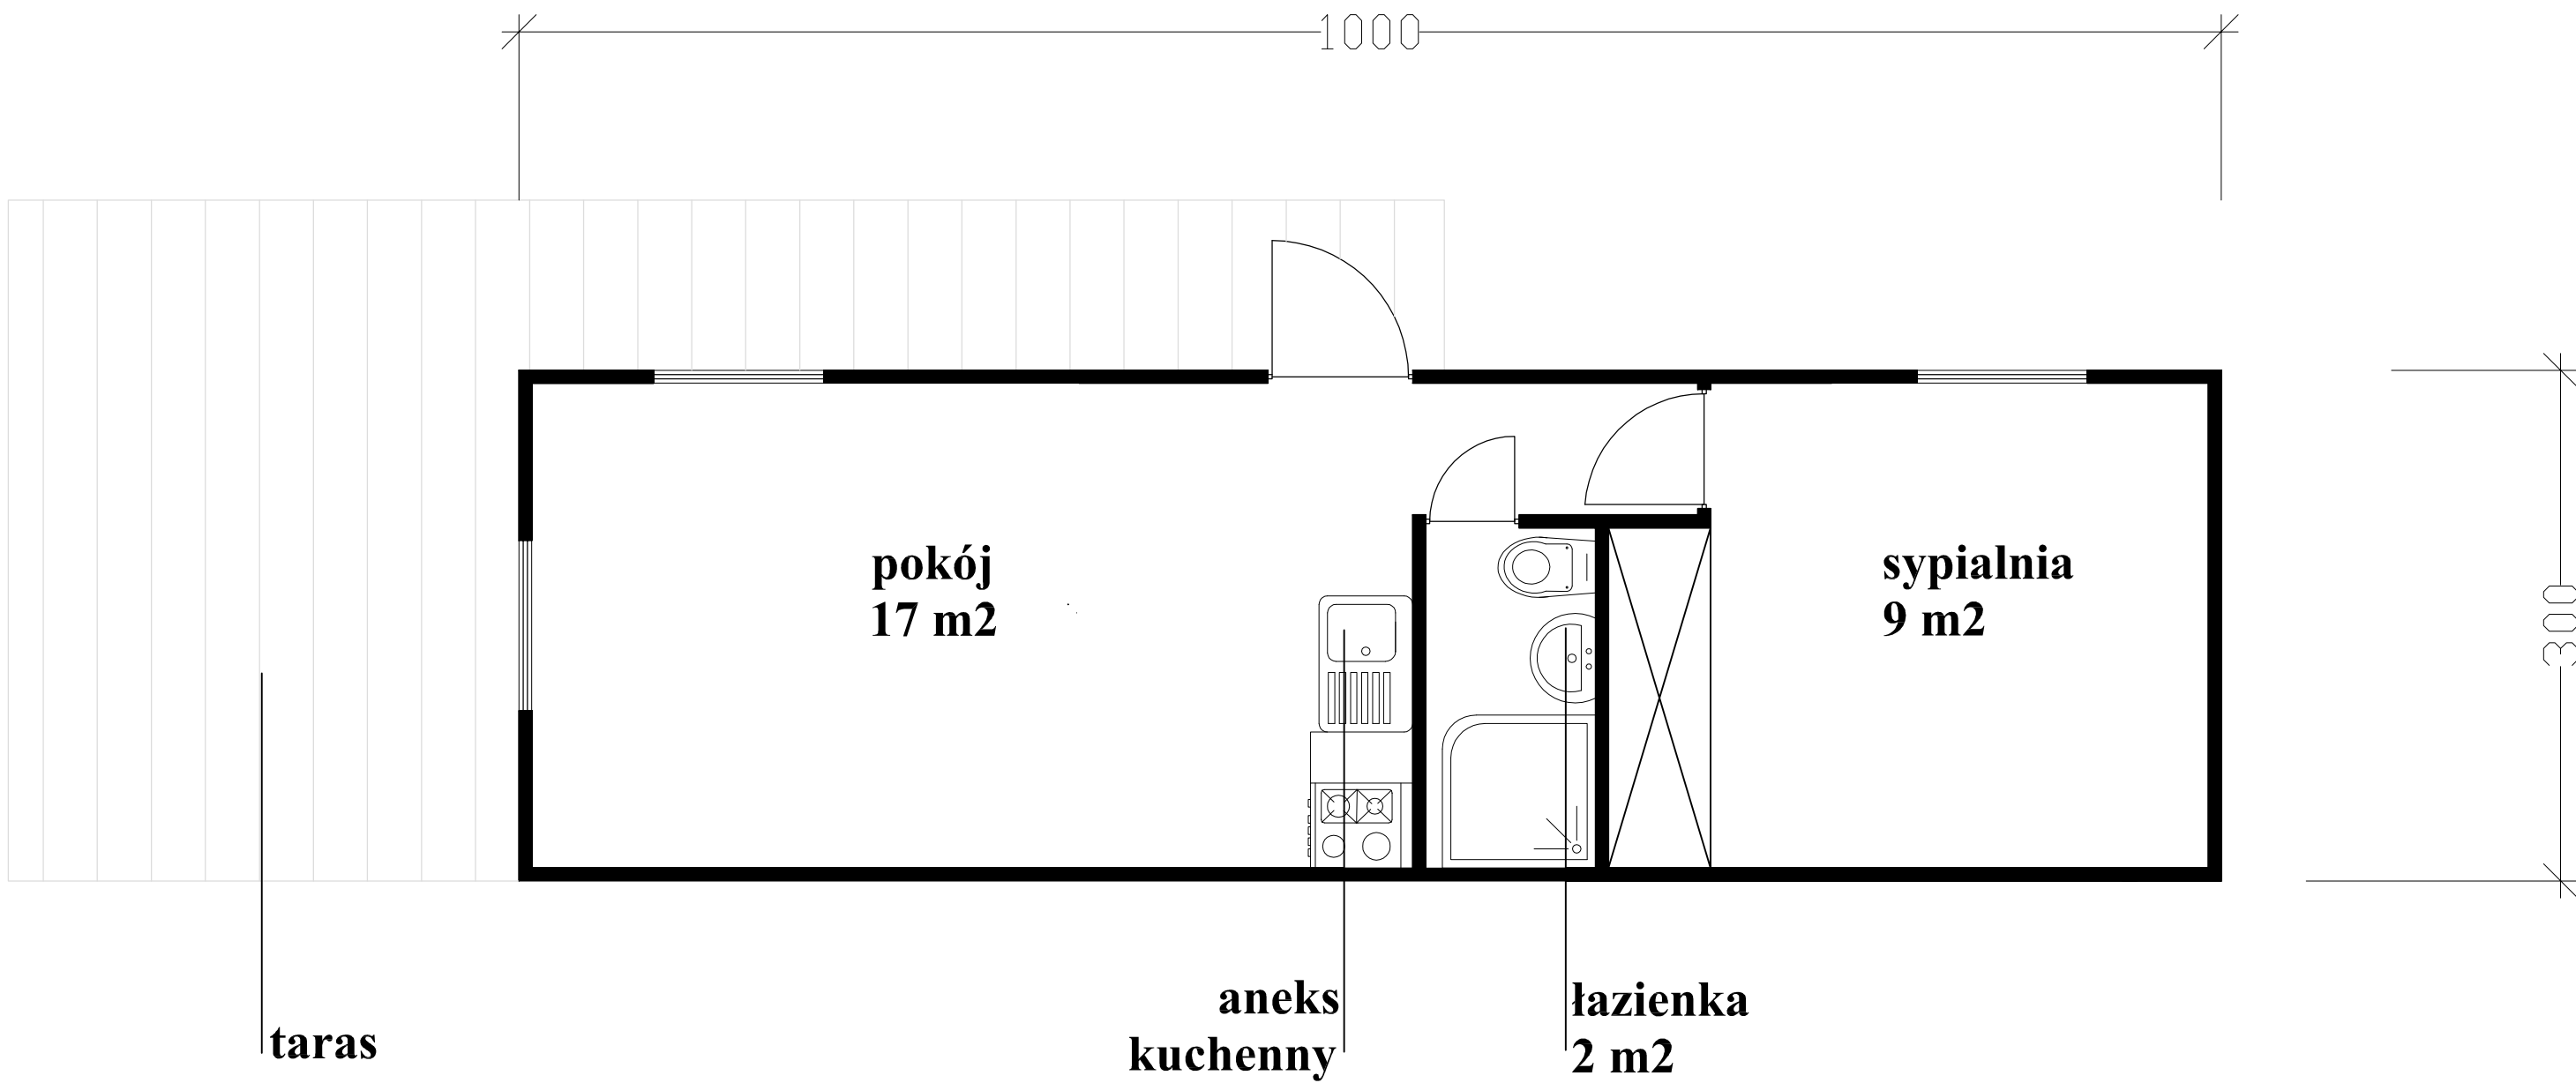 1000
pokój
17 m2
sypialnia
9 m2
300
aneks
kuchenny
łazienka
2 m2
taras